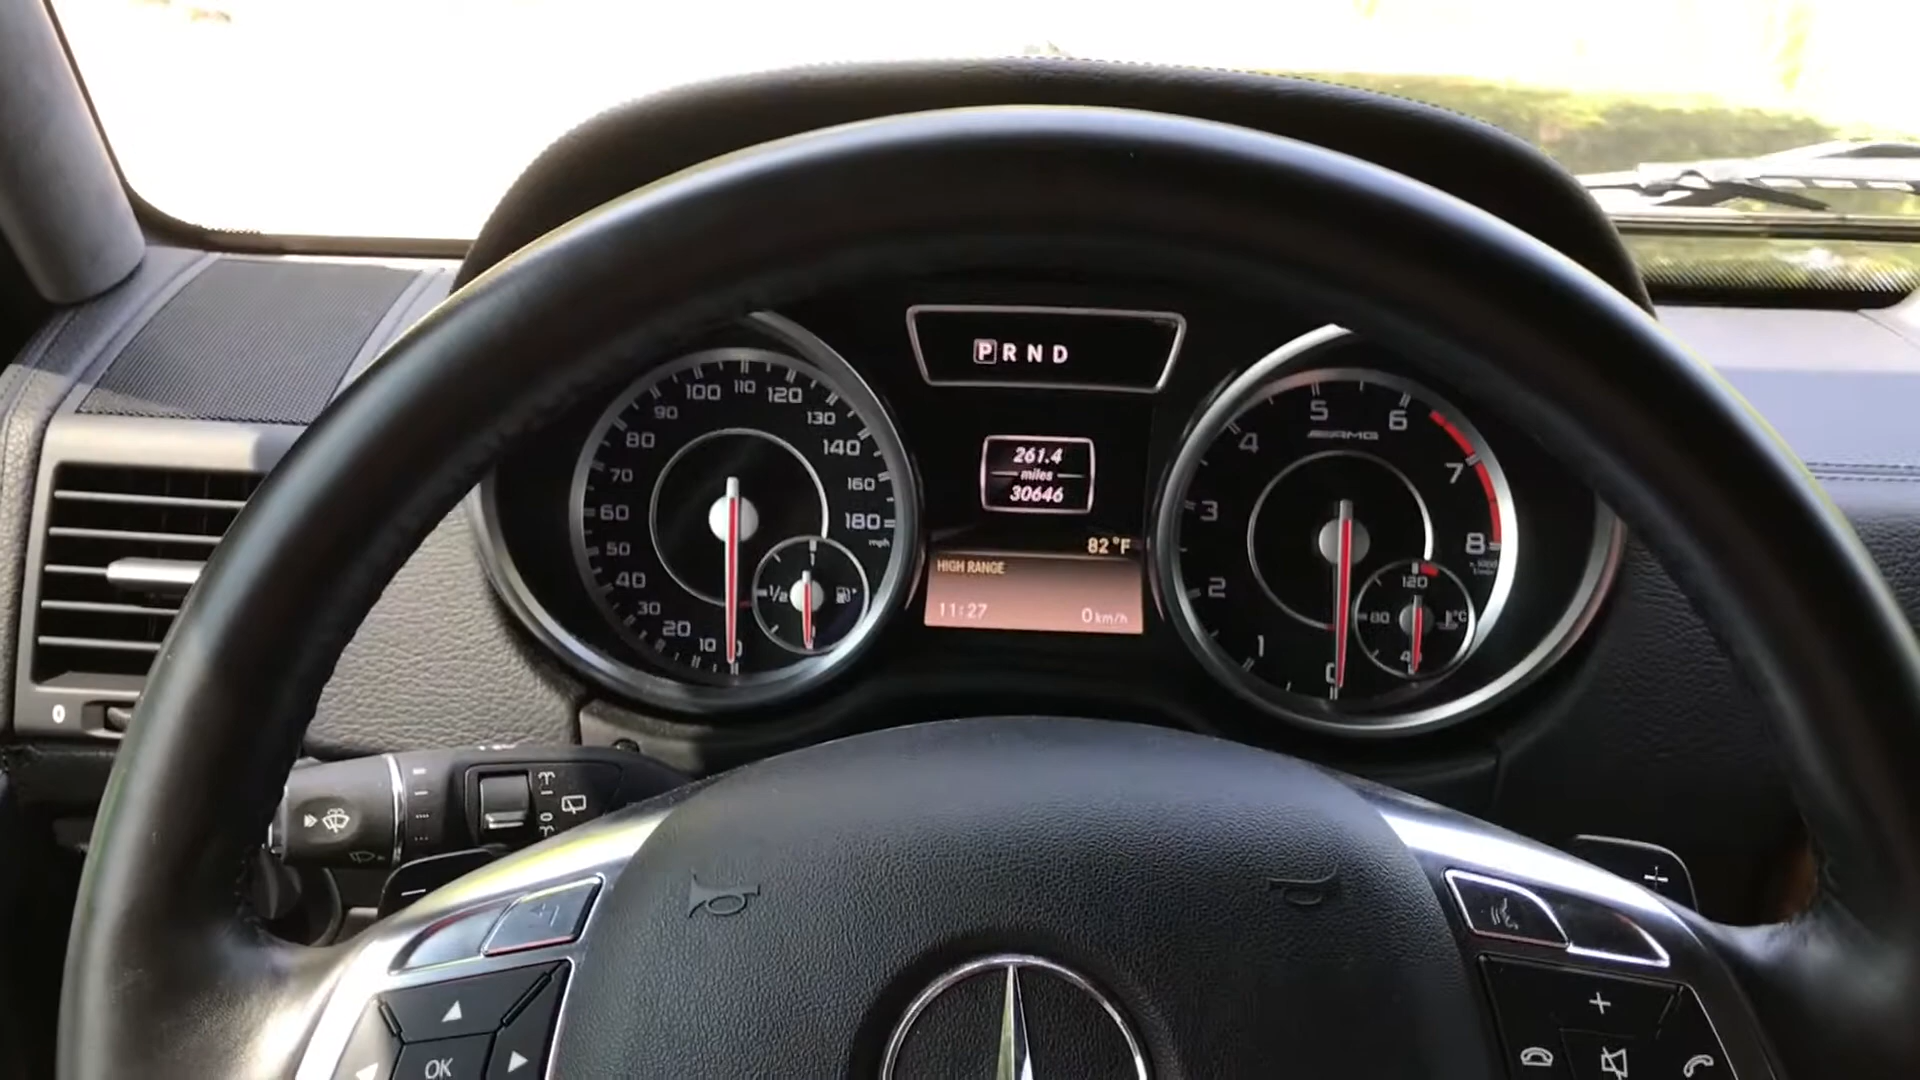 P R N D
100 110 120
90 130
80 140
70 160
60 180
mph
50
40
30
20
10
1/2
1
261.4
miles
30646
82°F
HIGH RANGE
11:27 0 km/h
5 6
AMG
4 7
3 8
2
1
0
120
80
°C
0
− +
OK
+